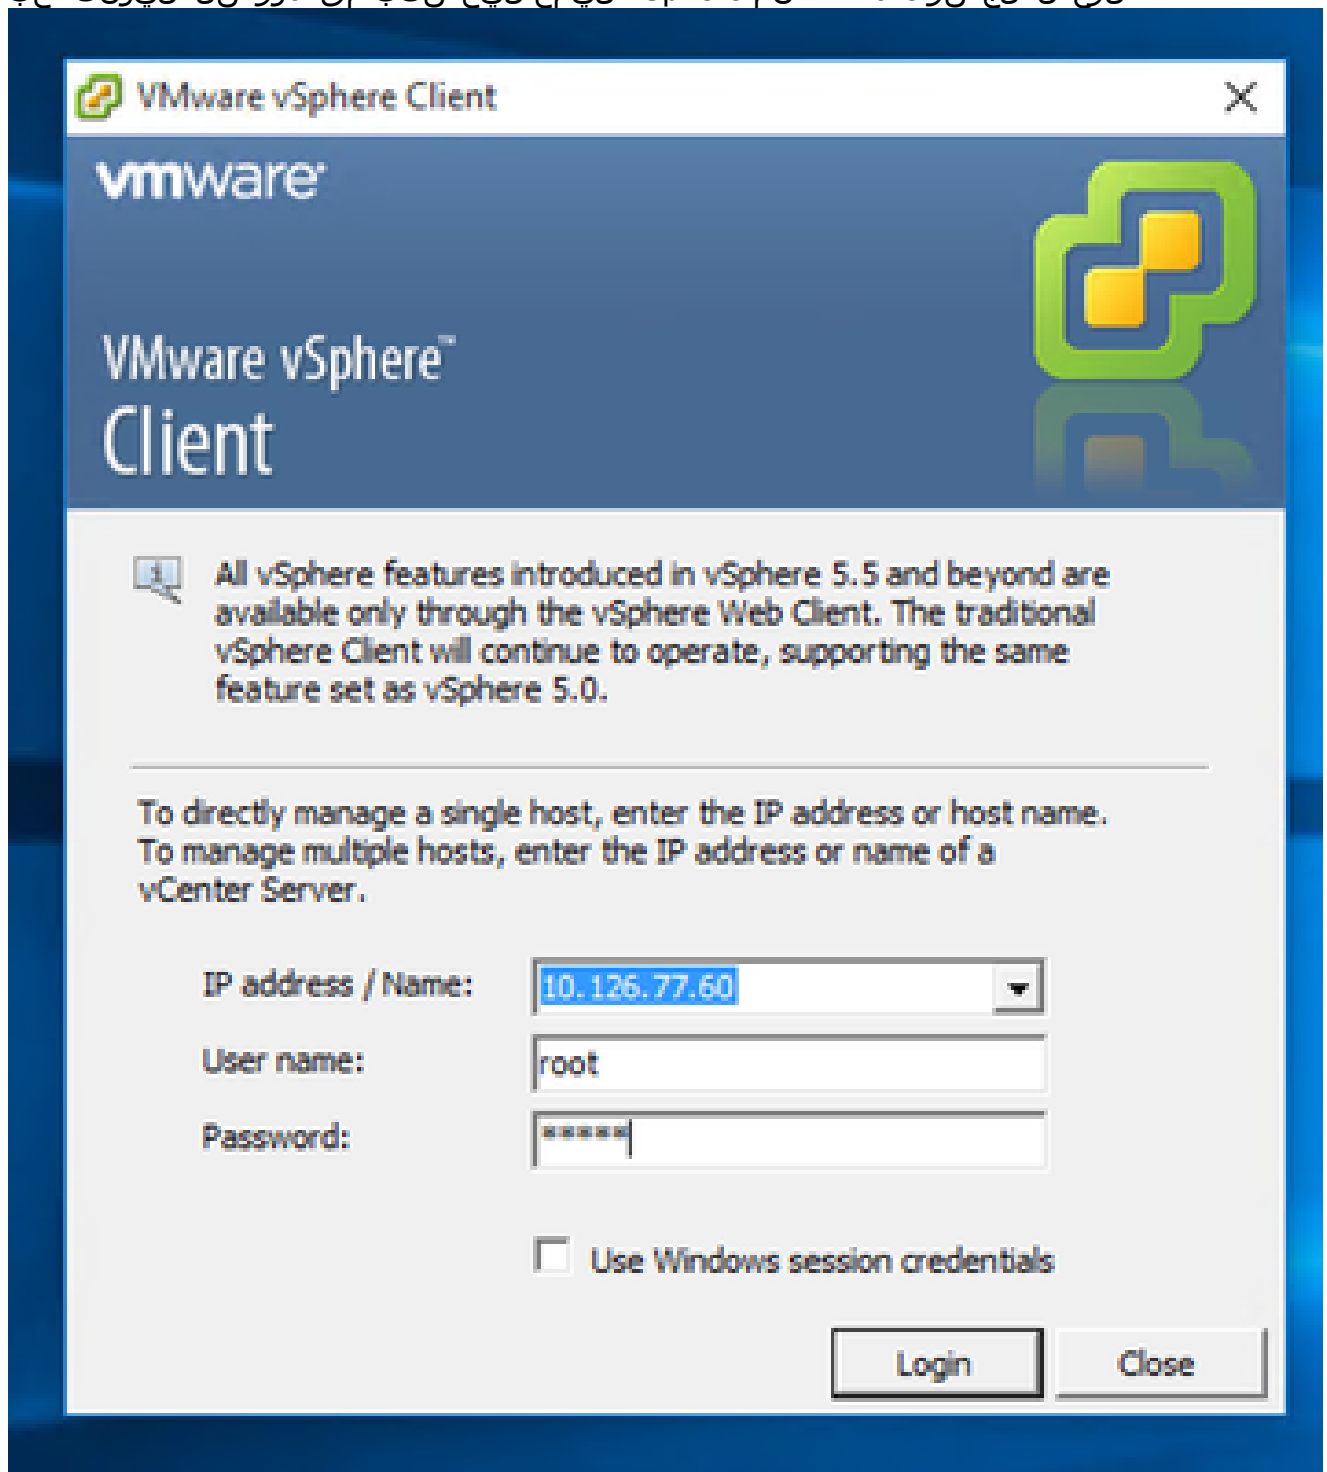 VMware vSphere Client
vmware
VMware vSphere™
Client
All vSphere features introduced in vSphere 5.5 and beyond are
available only through the vSphere Web Client. The traditional
vSphere Client will continue to operate, supporting the same
feature set as vSphere 5.0.
To directly manage a single host, enter the IP address or host name.
To manage multiple hosts, enter the IP address or name of a
vCenter Server.
IP address / Name: 10.126.77.60
User name: root
Password: *****
Use Windows session credentials
Login Close